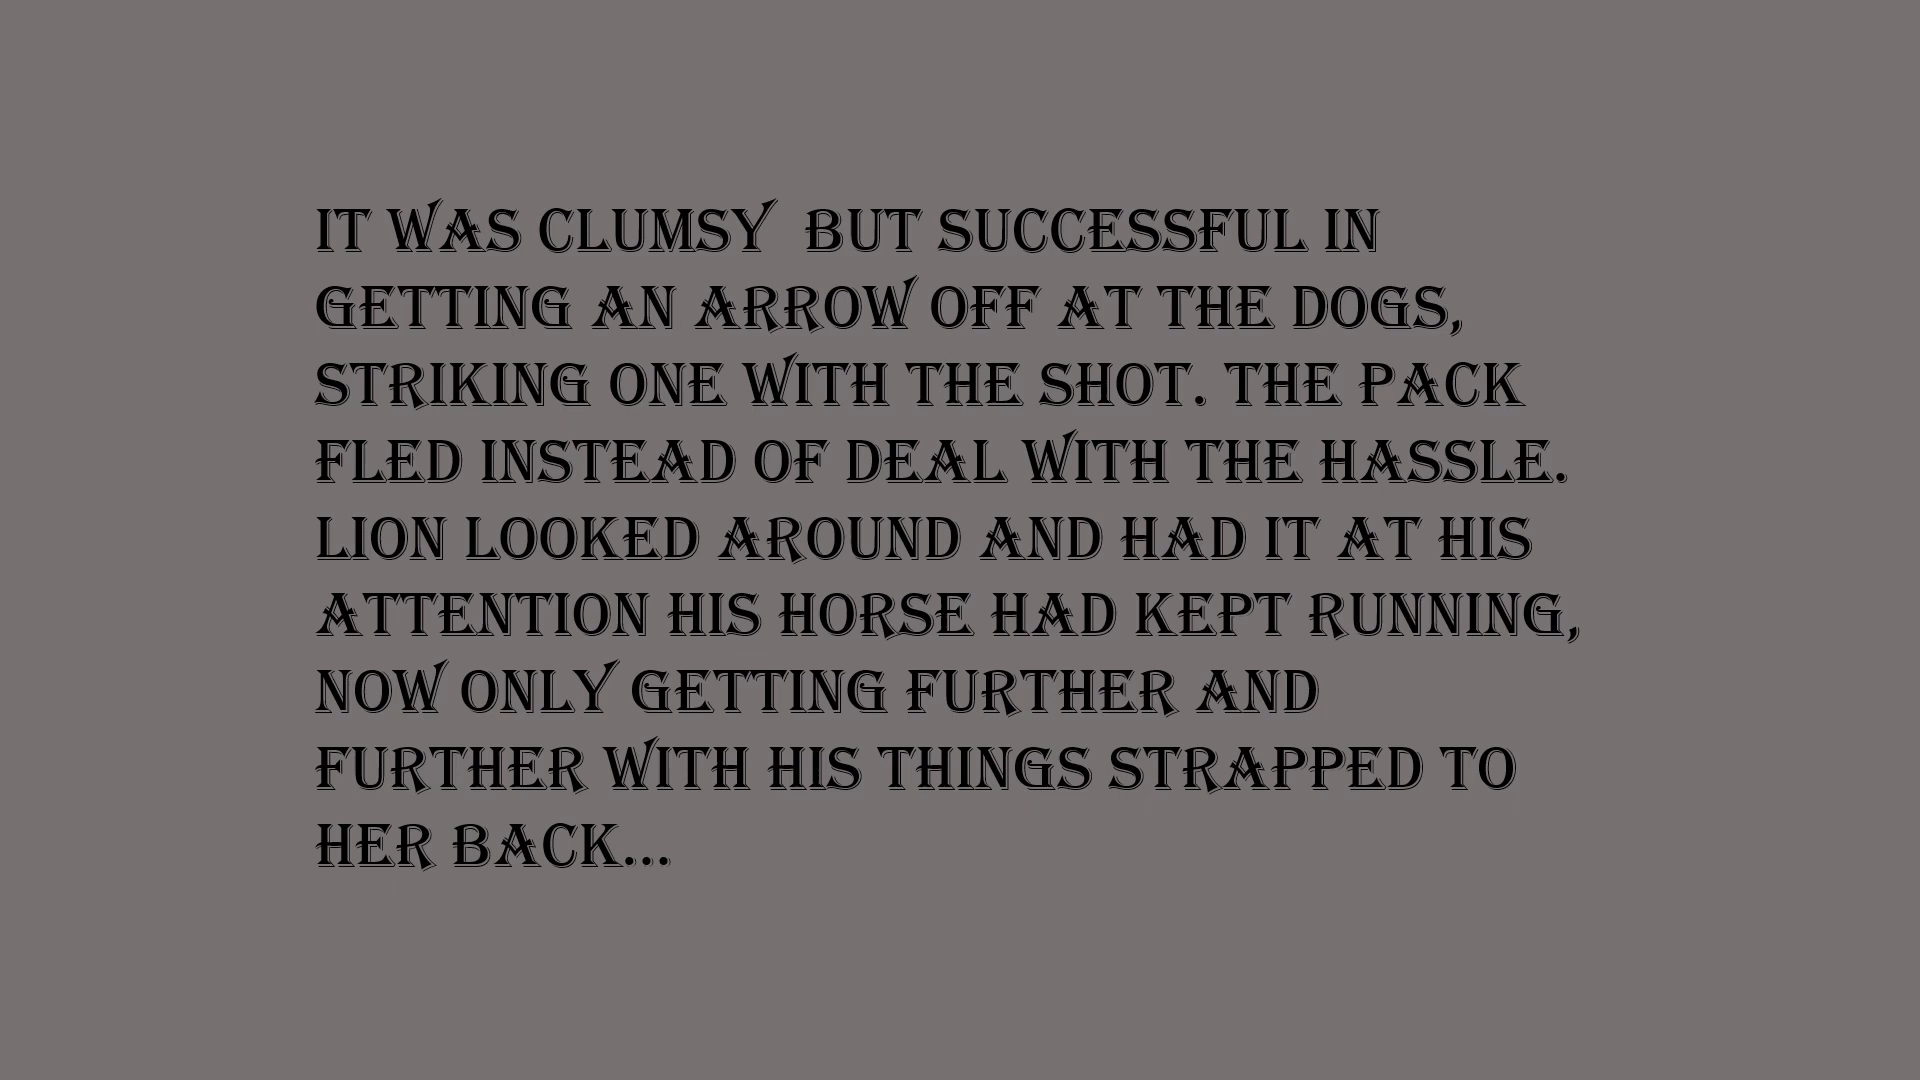 IT WAS CLUMSY  BUT SUCCESSFUL IN
GETTING AN ARROW OFF AT THE DOGS,
STRIKING ONE WITH THE SHOT. THE PACK
FLED INSTEAD OF DEAL WITH THE HASSLE.
LION LOOKED AROUND AND HAD IT AT HIS
ATTENTION HIS HORSE HAD KEPT RUNNING,
NOW ONLY GETTING FURTHER AND
FURTHER WITH HIS THINGS STRAPPED TO
HER BACK...